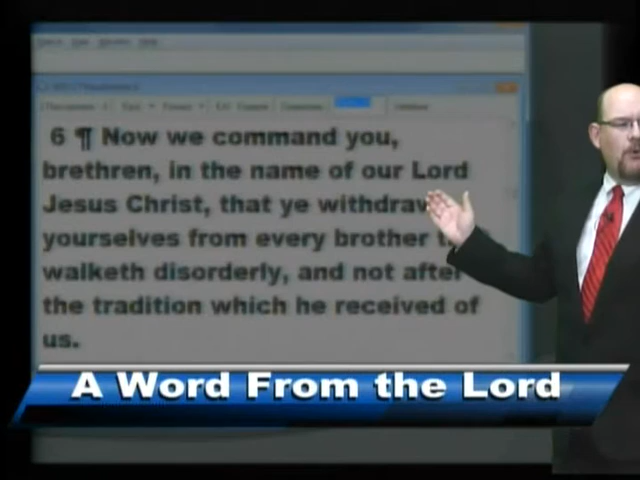 6 ¶ Now we command you,
brethren, in the name of our Lord
Jesus Christ, that ye withdraw
yourselves from every brother
walketh disorderly, and not after
the tradition which he received of
us.
A Word From the Lord